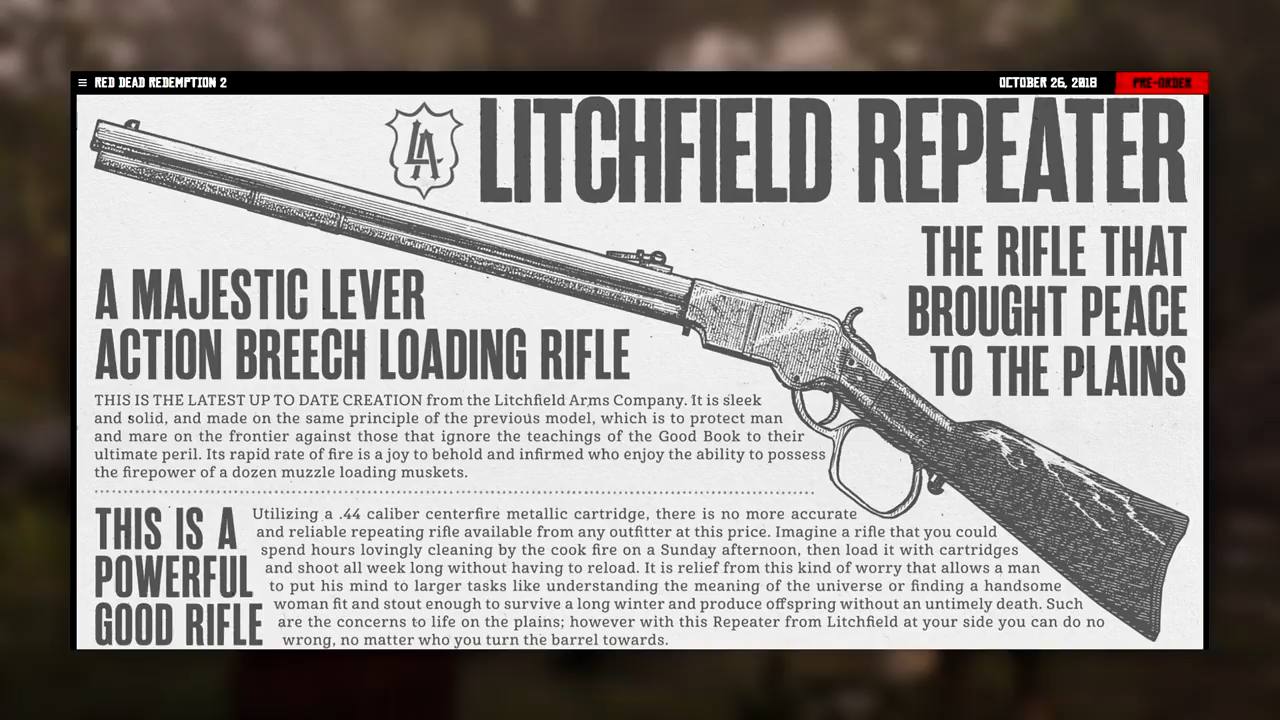 ≡ RED DEAD REDEMPTION 2
OCTOBER 26, 2018
PRE-ORDER
LA
LITCHFIELD REPEATER
THE RIFLE THAT
BROUGHT PEACE
TO THE PLAINS
A MAJESTIC LEVER
ACTION BREECH LOADING RIFLE
THIS IS THE LATEST UP TO DATE CREATION from the Litchfield Arms Company. It is sleek
and solid, and made on the same principle of the previous model, which is to protect man
and mare on the frontier against those that ignore the teachings of the Good Book to their
ultimate peril. Its rapid rate of fire is a joy to behold and infirmed who enjoy the ability to possess
the firepower of a dozen muzzle loading muskets.
THIS IS A
POWERFUL
GOOD RIFLE
Utilizing a .44 caliber centerfire metallic cartridge, there is no more accurate
and reliable repeating rifle available from any outfitter at this price. Imagine a rifle that you could
spend hours lovingly cleaning by the cook fire on a Sunday afternoon, then load it with cartridges
and shoot all week long without having to reload. It is relief from this kind of worry that allows a man
to put his mind to larger tasks like understanding the meaning of the universe or finding a handsome
woman fit and stout enough to survive a long winter and produce offspring without an untimely death. Such
are the concerns to life on the plains; however with this Repeater from Litchfield at your side you can do no
wrong, no matter who you turn the barrel towards.